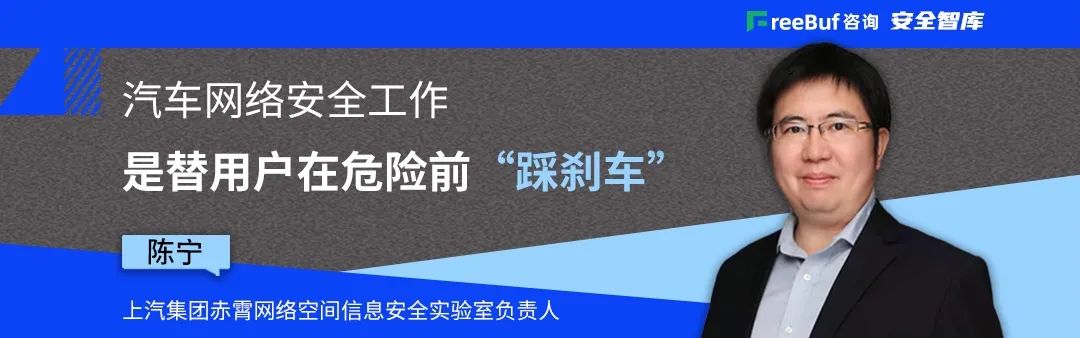 FreeBuf咨询 安全智库
汽车网络安全工作
是替用户在危险前“踩刹车”
陈宁
上汽集团赤霄网络空间信息安全实验室负责人